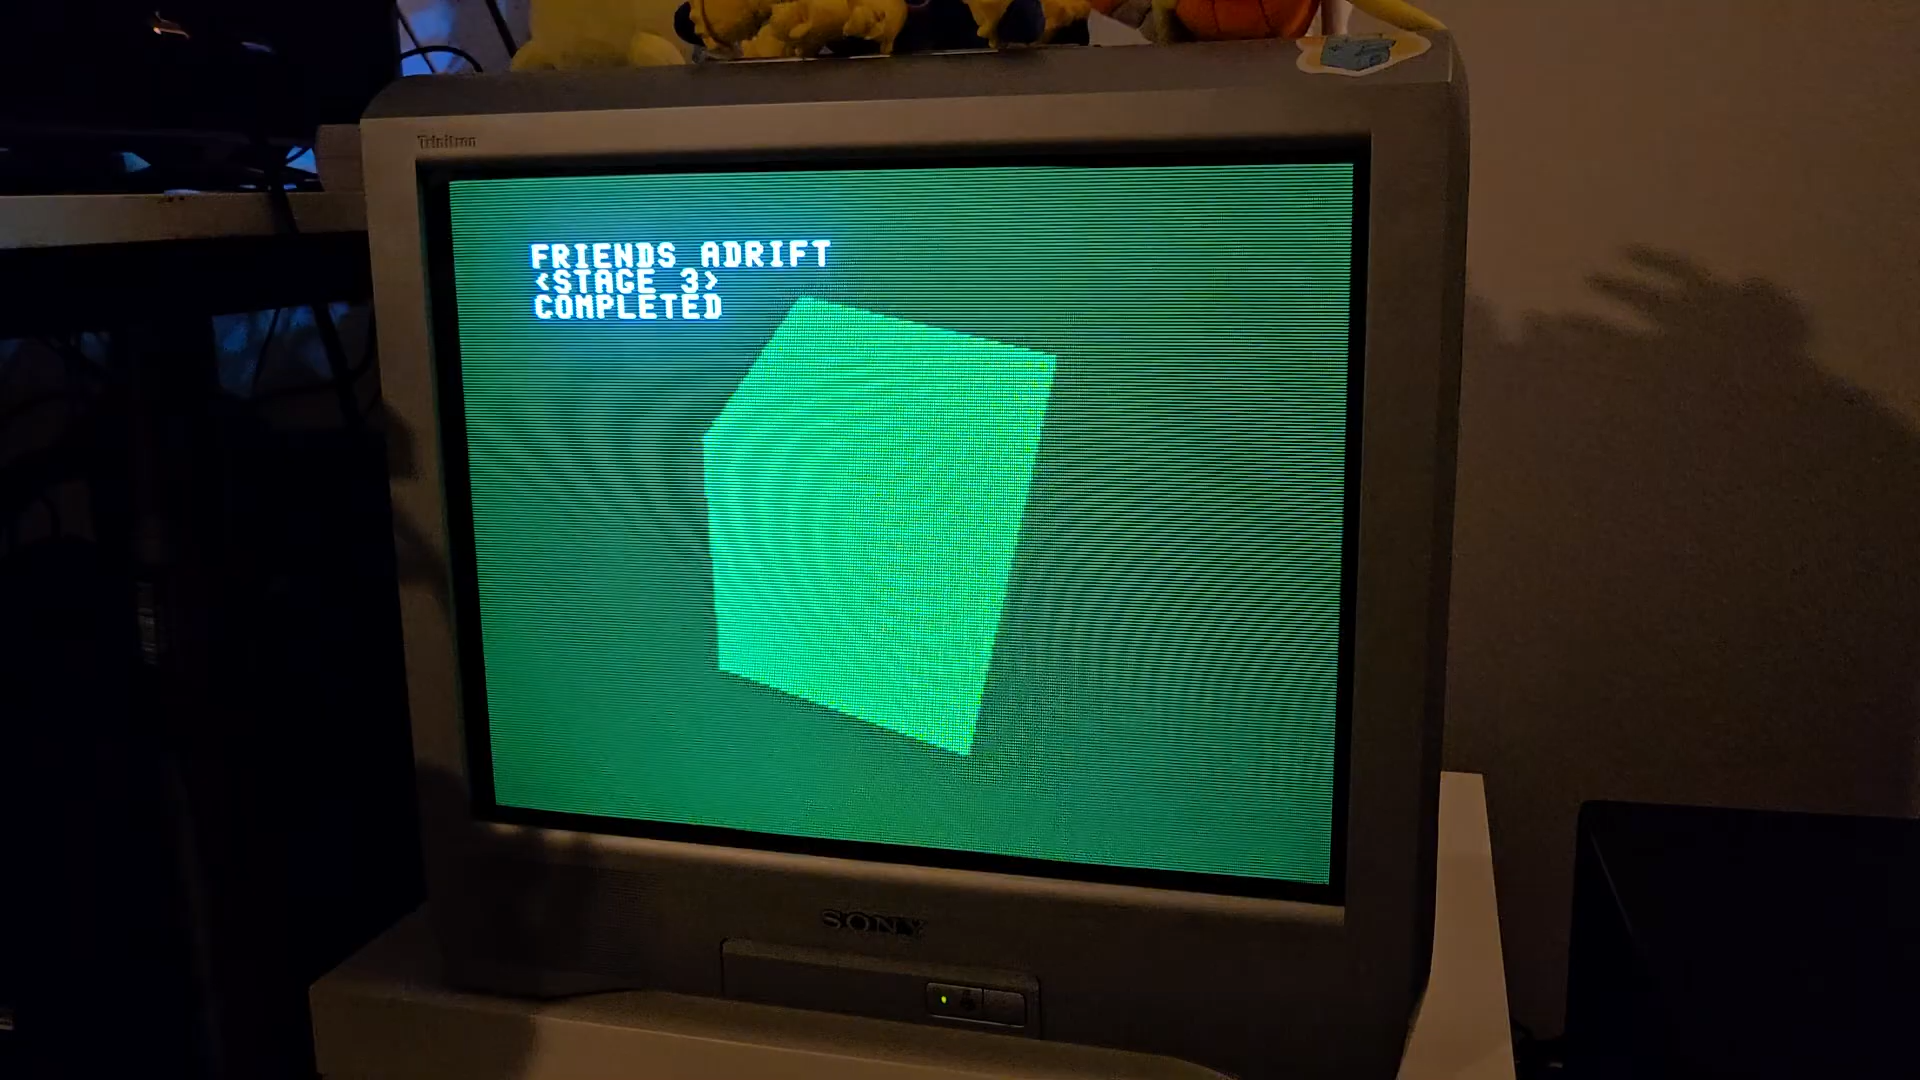 Trinitron
FRIENDS ADRIFT
<STAGE 3>
COMPLETED
SONY